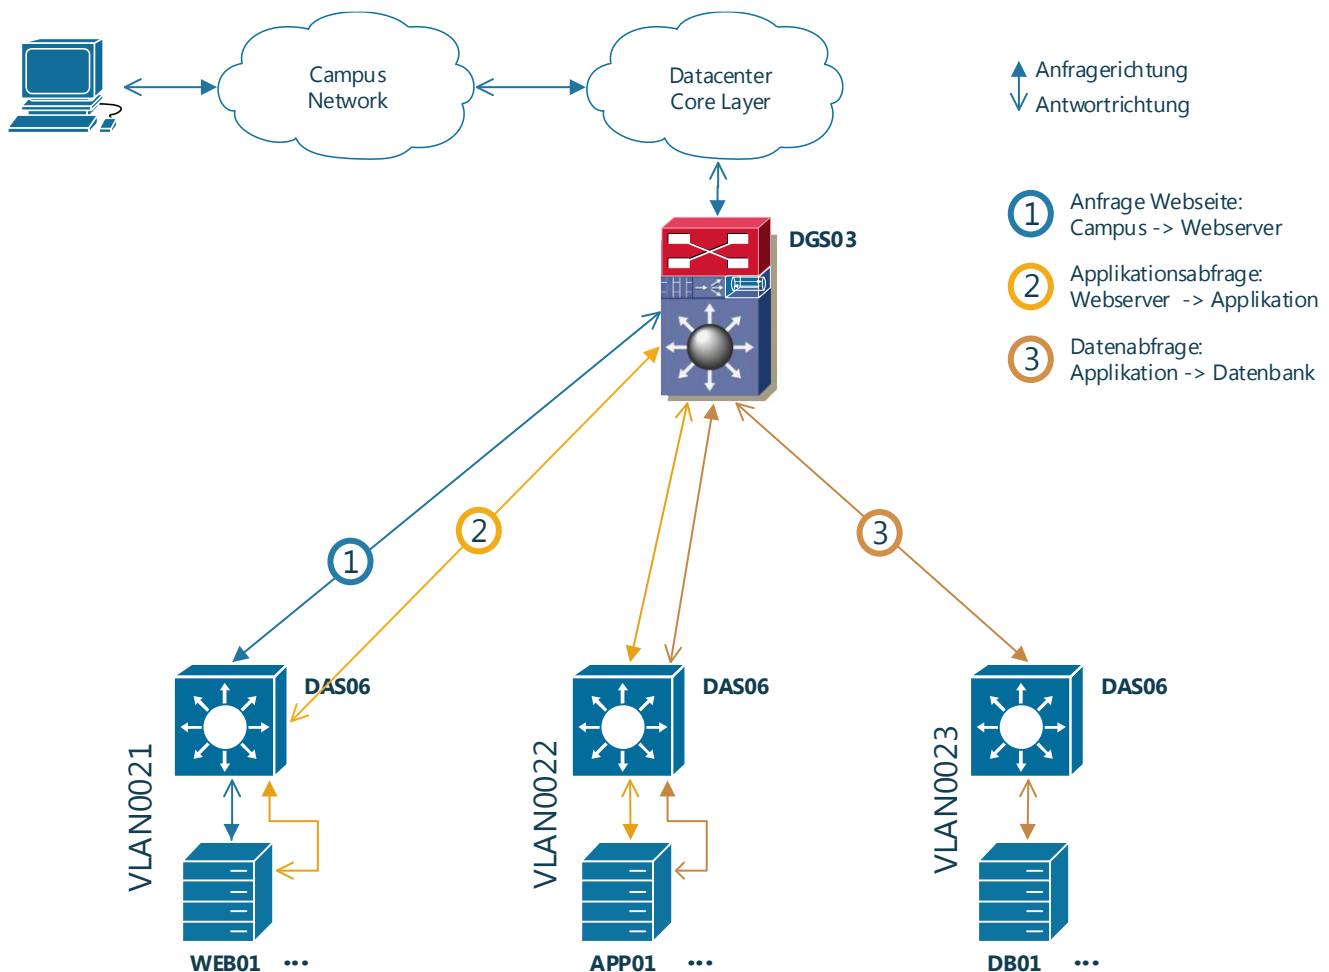 Campus
Network
Datacenter
Core Layer
Anfragerichtung
Antwortrichtung
DGS03
1
Anfrage Webseite:
Campus -> Webserver
2
Applikationsabfrage:
Webserver -> Applikation
3
Datenabfrage:
Applikation -> Datenbank
1
2
3
DAS06
DAS06
DAS06
VLAN0021
VLAN0022
VLAN0023
WEB01 ...
APP01 ...
DB01 ...